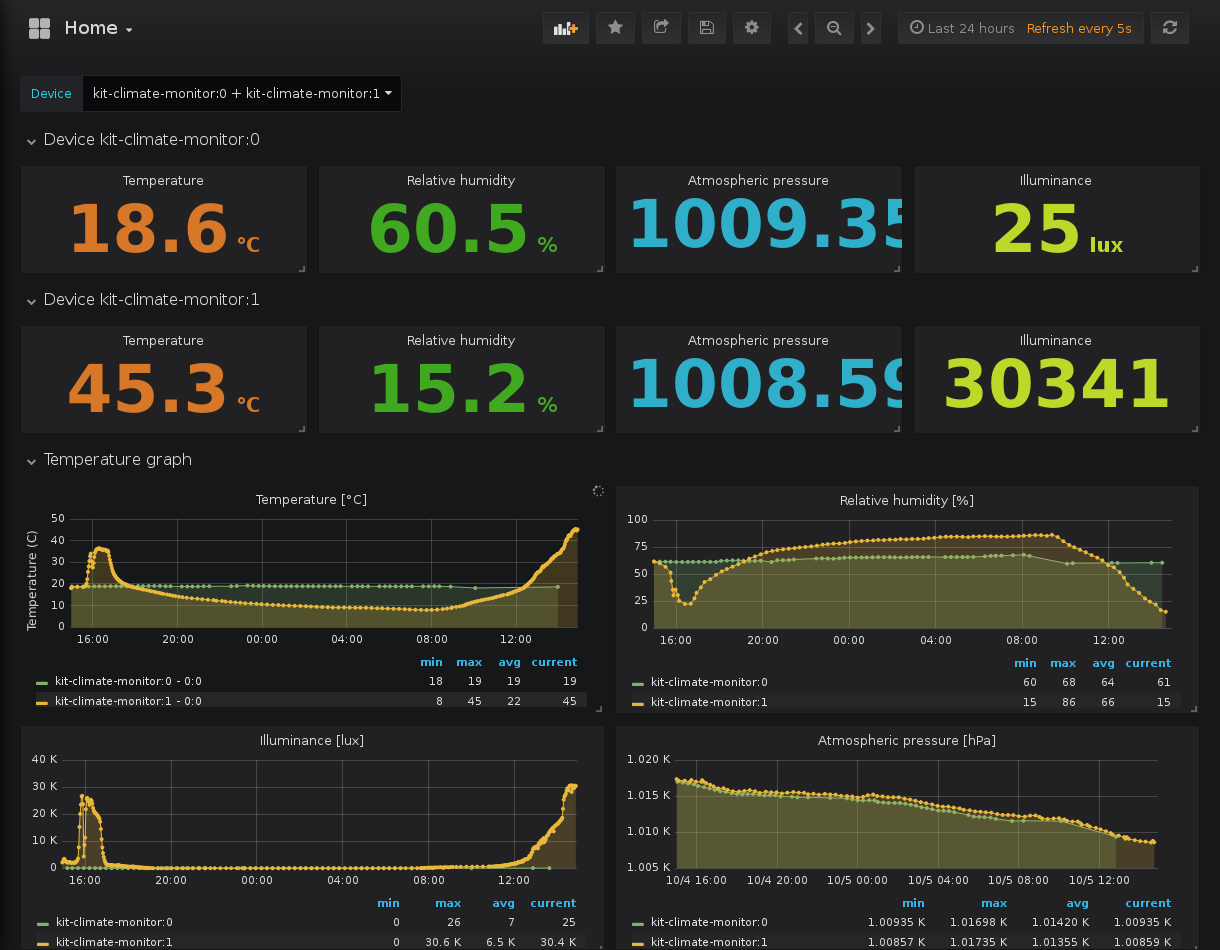 Home
Last 24 hours Refresh every 5s
Device kit-climate-monitor:0 + kit-climate-monitor:1
Device kit-climate-monitor:0
Temperature Relative humidity Atmospheric pressure Illuminance
18.6 °C 60.5 % 1009.35 25 lux
Device kit-climate-monitor:1
Temperature Relative humidity Atmospheric pressure Illuminance
45.3 °C 15.2 % 1008.59 30341
Temperature graph
Temperature [°C]
Temperature (C)
50
40
30
20
10
0
16:00 20:00 00:00 04:00 08:00 12:00
min max avg current
kit-climate-monitor:0 - 0:0 18 19 19 19
kit-climate-monitor:1 - 0:0 8 45 22 45
Relative humidity [%]
100
75
50
25
0
16:00 20:00 00:00 04:00 08:00 12:00
min max avg current
kit-climate-monitor:0 60 68 64 61
kit-climate-monitor:1 15 86 66 15
Illuminance [lux]
40 K
30 K
20 K
10 K
0
16:00 20:00 00:00 04:00 08:00 12:00
min max avg current
kit-climate-monitor:0 0 26 7 25
kit-climate-monitor:1 0 30.6 K 6.5 K 30.4 K
Atmospheric pressure [hPa]
1.020 K
1.015 K
1.010 K
1.005 K
10/4 16:00 10/4 20:00 10/5 00:00 10/5 04:00 10/5 08:00 10/5 12:00
min max avg current
kit-climate-monitor:0 1.00935 K 1.01698 K 1.01420 K 1.00935 K
kit-climate-monitor:1 1.00857 K 1.01735 K 1.01355 K 1.00859 K